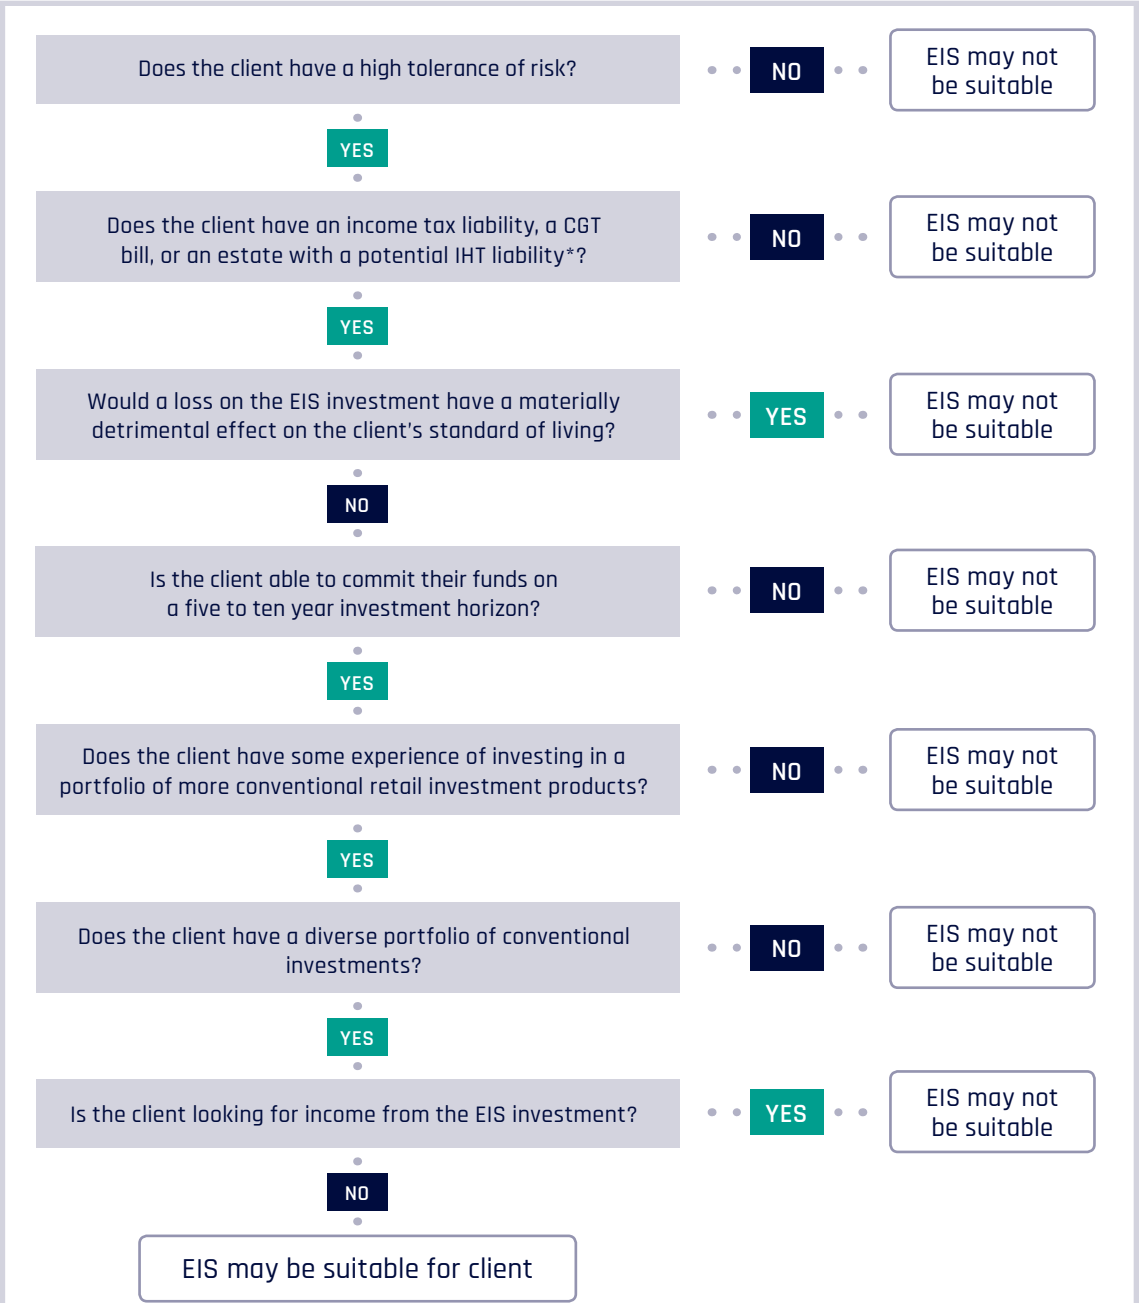 Does the client have a high tolerance of risk?
NO
EIS may not
be suitable
YES
Does the client have an income tax liability, a CGT
bill, or an estate with a potential IHT liability*?
NO
EIS may not
be suitable
YES
Would a loss on the EIS investment have a materially
detrimental effect on the client's standard of living?
YES
EIS may not
be suitable
NO
Is the client able to commit their funds on
a five to ten year investment horizon?
NO
EIS may not
be suitable
YES
Does the client have some experience of investing in a
portfolio of more conventional retail investment products?
NO
EIS may not
be suitable
YES
Does the client have a diverse portfolio of conventional
investments?
NO
EIS may not
be suitable
YES
Is the client looking for income from the EIS investment?
YES
EIS may not
be suitable
NO
EIS may be suitable for client